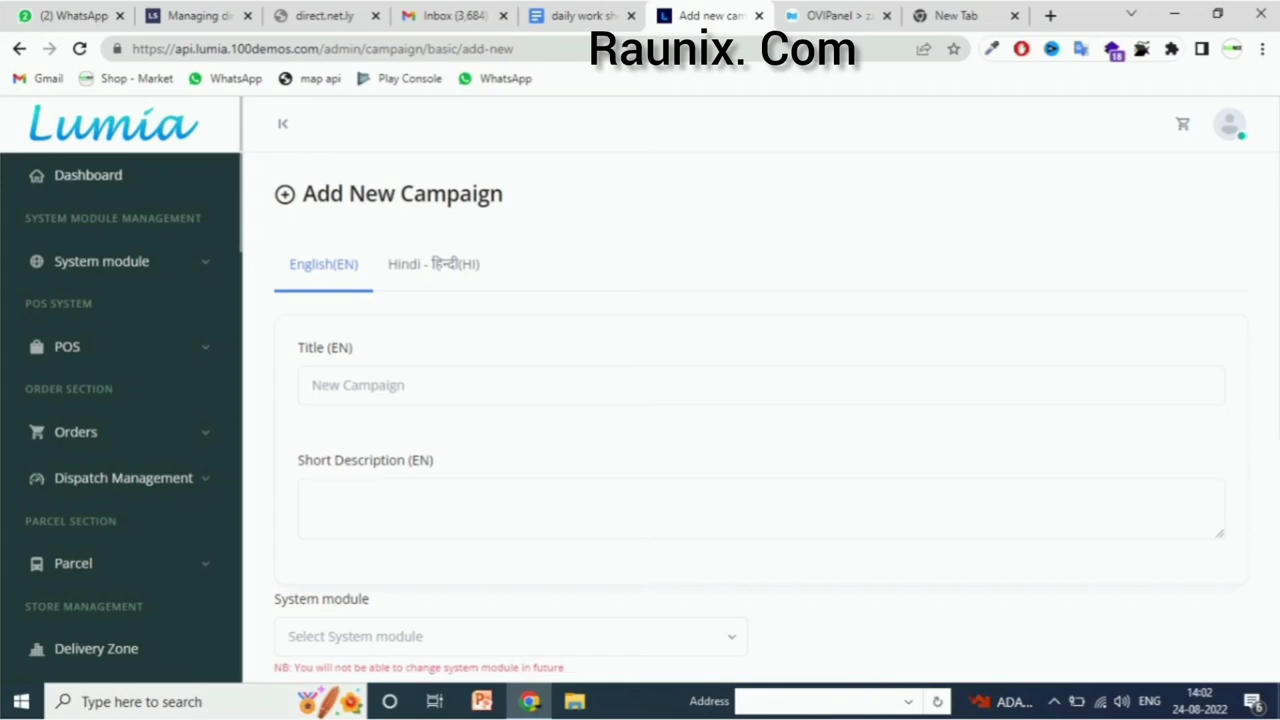 (2) WhatsApp
Managing di
direct.net.ly
Inbox (3,684)
daily work sh
Add new cam
OVIPanel > z
New Tab
https://api.lumia.100demos.com/admin/campaign/basic/add-new
Raunix. Com
18
Gmail
Shop - Market
WhatsApp
map api
Play Console
WhatsApp
Lumia
Dashboard
SYSTEM MODULE MANAGEMENT
System module
POS SYSTEM
POS
ORDER SECTION
Orders
Dispatch Management
PARCEL SECTION
Parcel
STORE MANAGEMENT
Delivery Zone
Add New Campaign
English(EN)
Hindi - हिन्दी(HI)
Title (EN)
New Campaign
Short Description (EN)
System module
Select System module
NB: You will not be able to change system module in future
Type here to search
Address
ADA...
ENG
14:02
24-08-2022
6